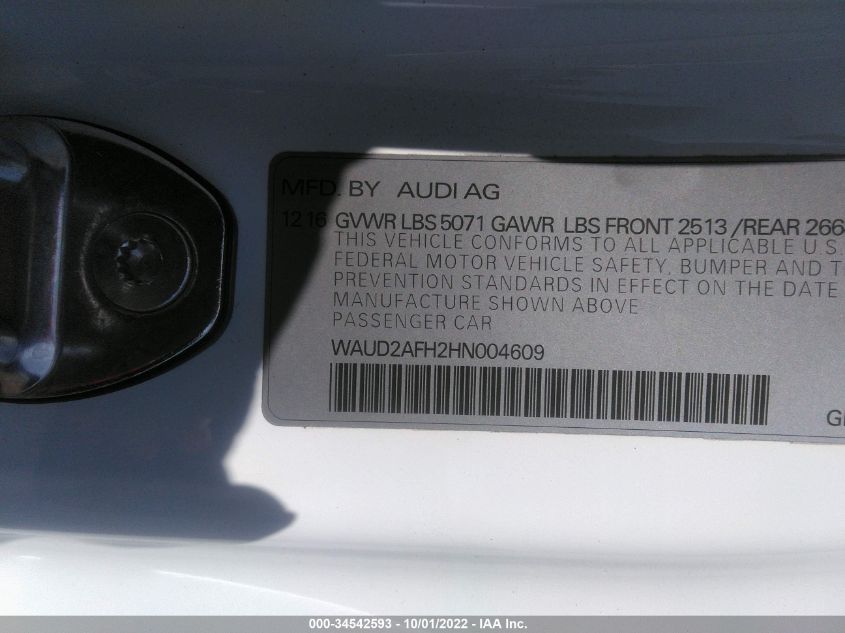 MFD. BY AUDI AG
12 16 GVWR LBS 5071 GAWR LBS FRONT 2513 /REAR 266
THIS VEHICLE CONFORMS TO ALL APPLICABLE U.S.
FEDERAL MOTOR VEHICLE SAFETY, BUMPER AND T
PREVENTION STANDARDS IN EFFECT ON THE DATE
MANUFACTURE SHOWN ABOVE
PASSENGER CAR
WAUD2AFH2HN004609
000-34542593 - 10/01/2022 - IAA Inc.